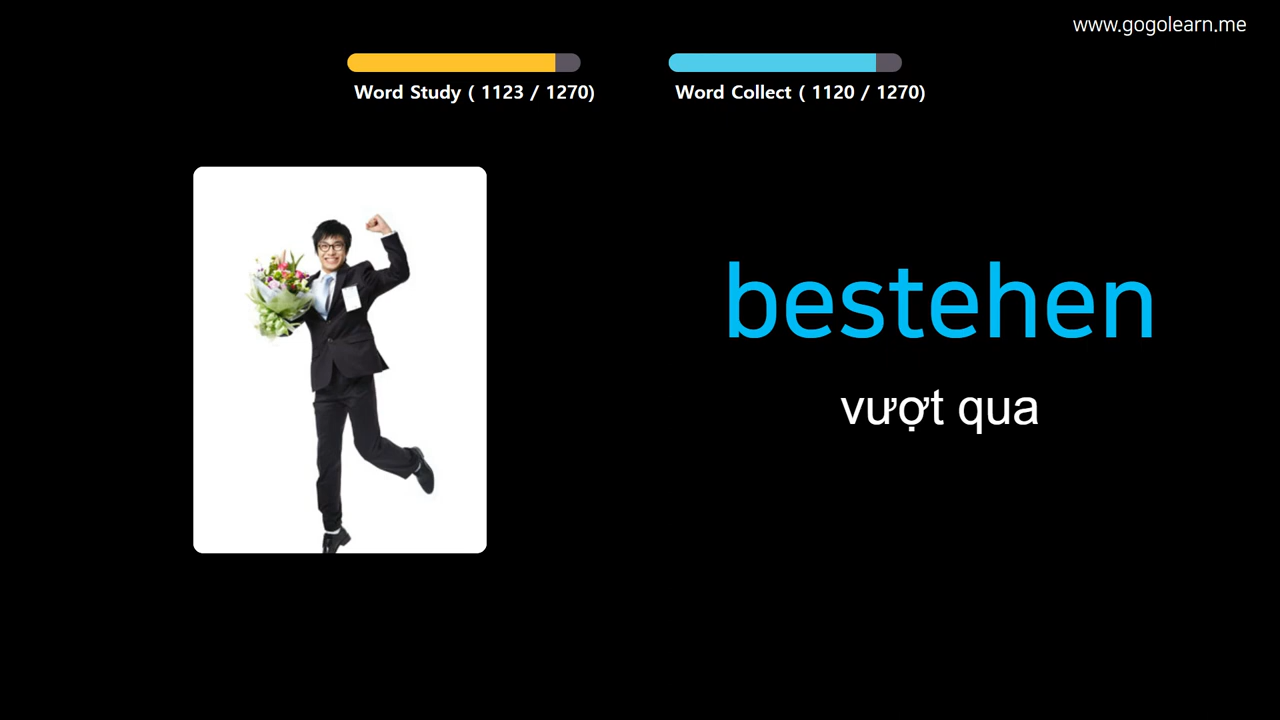 www.gogolearn.me
Word Study ( 1123 / 1270)
Word Collect ( 1120 / 1270)
bestehen
vượt qua